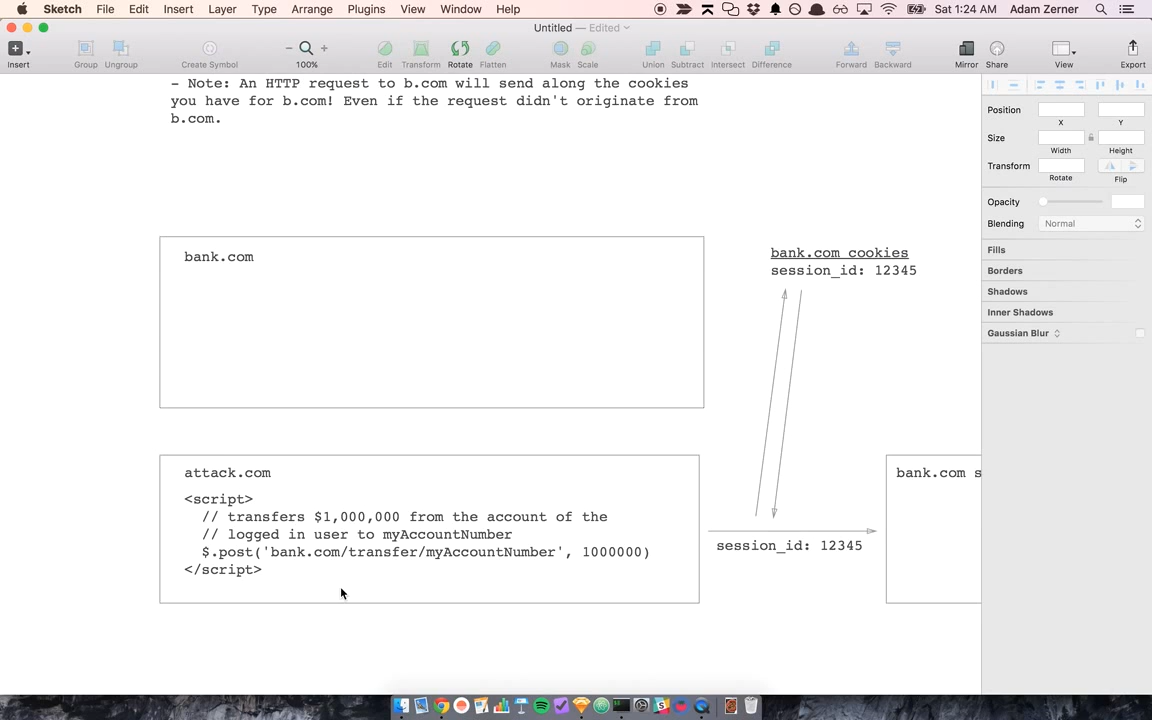 Sketch File Edit Insert Layer Type Arrange Plugins View Window Help Sat 1:24 AM Adam Zerner
Untitled — Edited
Insert Group Ungroup Create Symbol 100% Edit Transform Rotate Flatten Mask Scale Union Subtract Intersect Difference Forward Backward Mirror Share View Export
- Note: An HTTP request to b.com will send along the cookies
you have for b.com! Even if the request didn't originate from
b.com.
bank.com
bank.com cookies
session_id: 12345
attack.com
<script>
// transfers $1,000,000 from the account of the
// logged in user to myAccountNumber
$.post('bank.com/transfer/myAccountNumber', 1000000)
</script>
session_id: 12345
bank.com s
Position
X Y
Size
Width Height
Transform
Rotate Flip
Opacity
Blending Normal
Fills
Borders
Shadows
Inner Shadows
Gaussian Blur